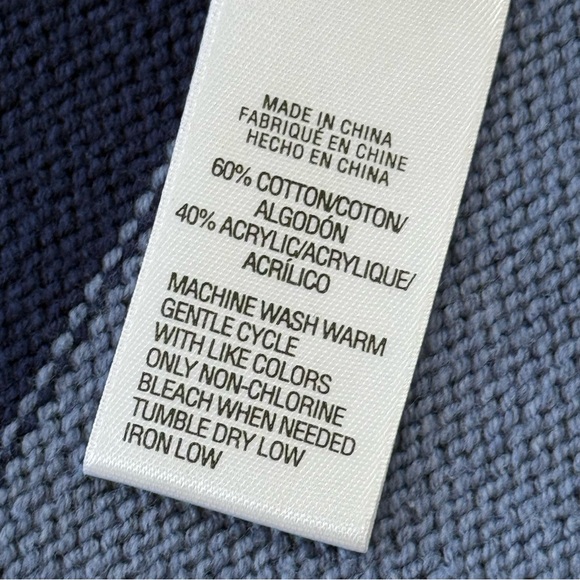 MADE IN CHINA
FABRIQUÉ EN CHINE
HECHO EN CHINA
60% COTTON/COTON/
ALGODÓN
40% ACRYLIC/ACRYLIQUE/
ACRÍLICO
MACHINE WASH WARM
GENTLE CYCLE
WITH LIKE COLORS
ONLY NON-CHLORINE
BLEACH WHEN NEEDED
TUMBLE DRY LOW
IRON LOW